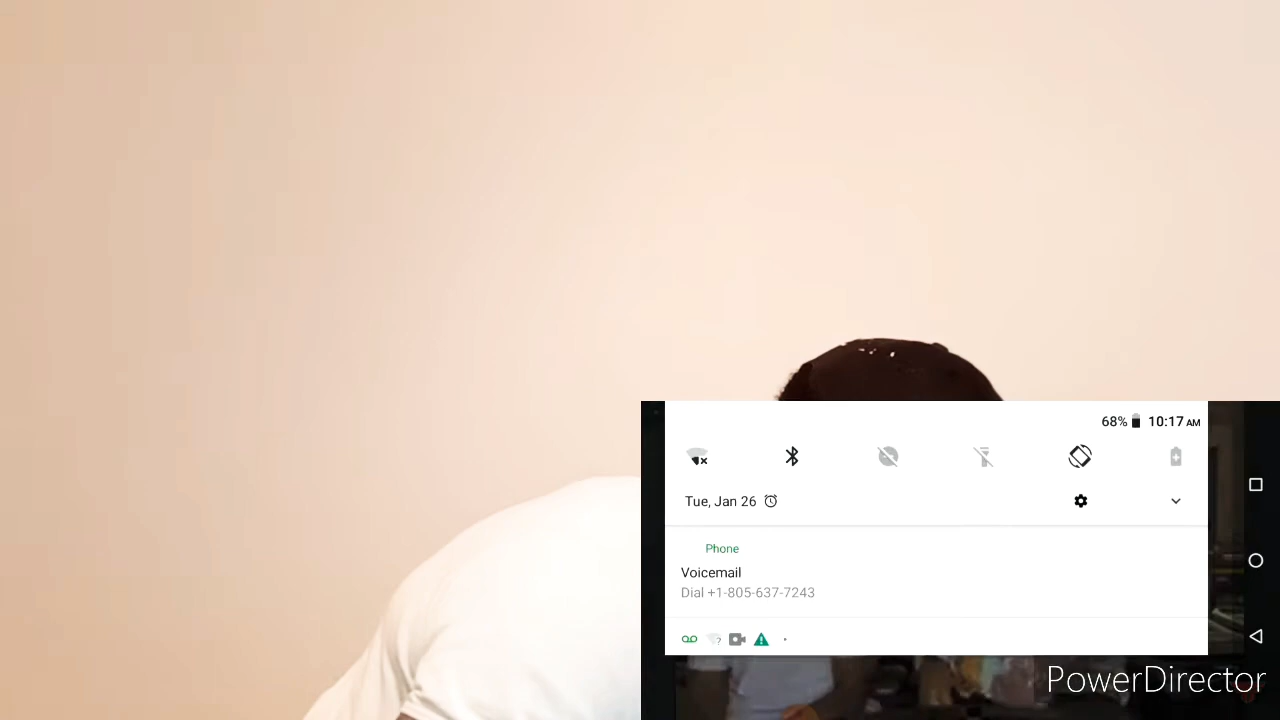 68% 10:17 AM
Tue, Jan 26
Phone
Voicemail
Dial +1-805-637-7243
PowerDirector